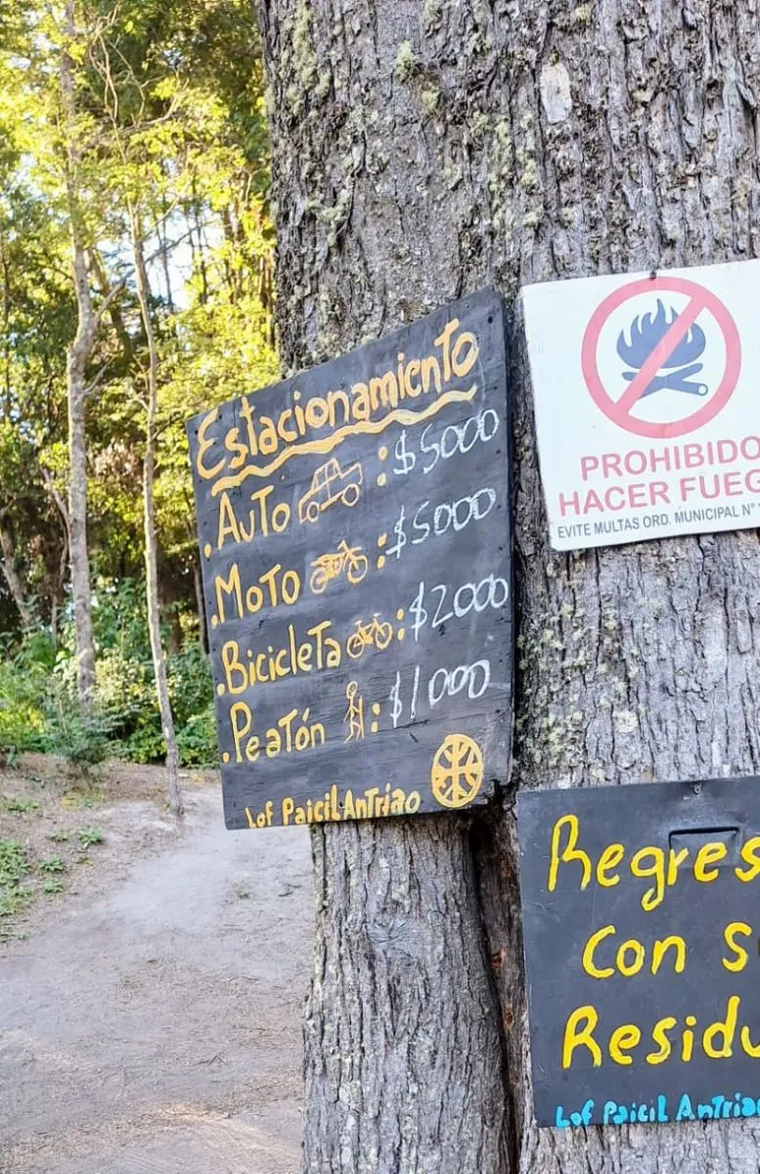 Estacionamiento
.Auto : $5000
.Moto : $5000
.Bicicleta : $2000
.Peatón : $1000
Lof Paicil Antriao
PROHIBIDO
HACER FUEG
EVITE MULTAS ORD. MUNICIPAL N°
Regres
Con S
Residu
Lof Paicil Antriao